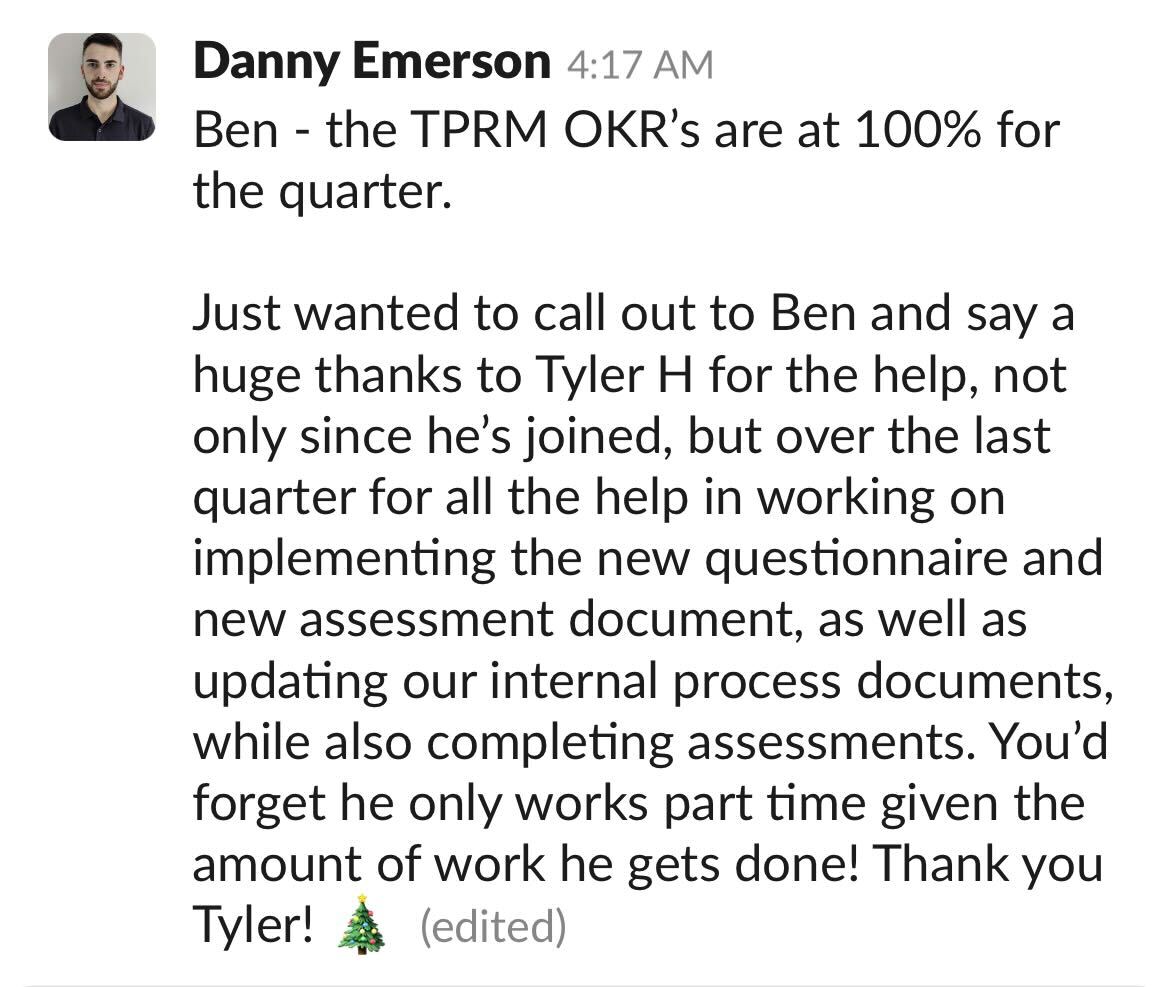 Danny Emerson 4:17 AM
Ben - the TPRM OKR’s are at 100% for
the quarter.
Just wanted to call out to Ben and say a
huge thanks to Tyler H for the help, not
only since he’s joined, but over the last
quarter for all the help in working on
implementing the new questionnaire and
new assessment document, as well as
updating our internal process documents,
while also completing assessments. You’d
forget he only works part time given the
amount of work he gets done! Thank you
Tyler! 🎄 (edited)